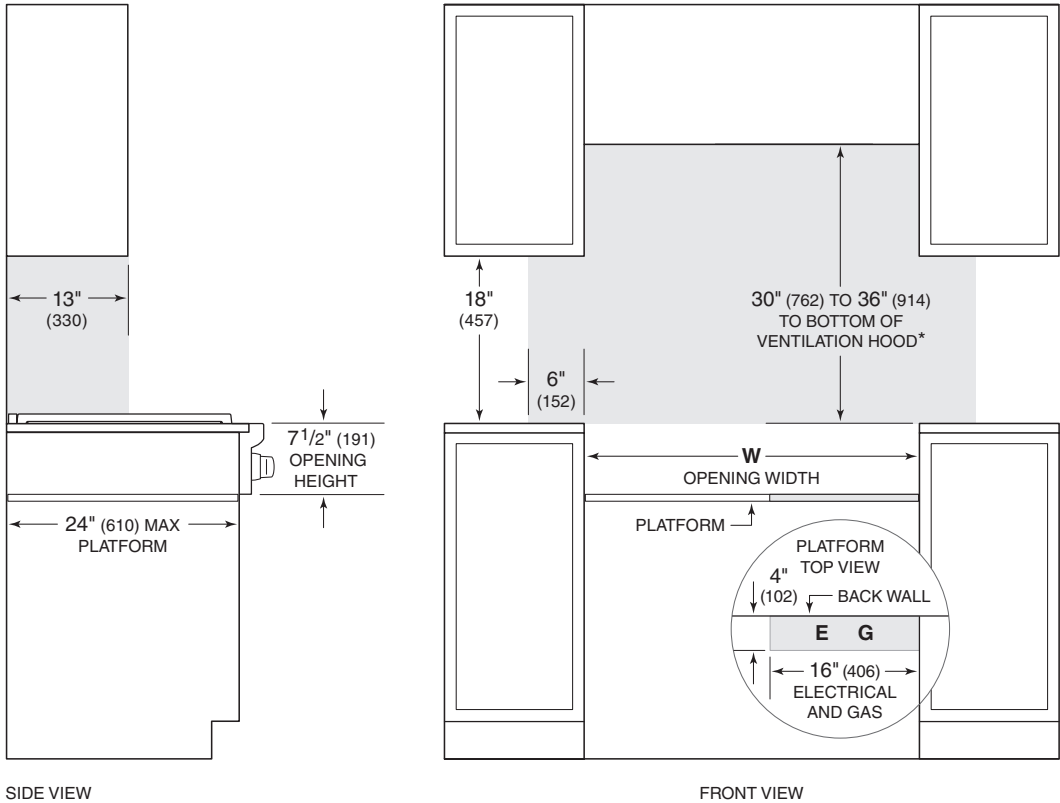 13"
(330)
7 1/2" (191)
OPENING
HEIGHT
24" (610) MAX
PLATFORM
SIDE VIEW
18"
(457)
30" (762) TO 36" (914)
TO BOTTOM OF
VENTILATION HOOD*
6"
(152)
W
OPENING WIDTH
PLATFORM
PLATFORM
TOP VIEW
4"
(102)
BACK WALL
E G
16" (406)
ELECTRICAL
AND GAS
FRONT VIEW